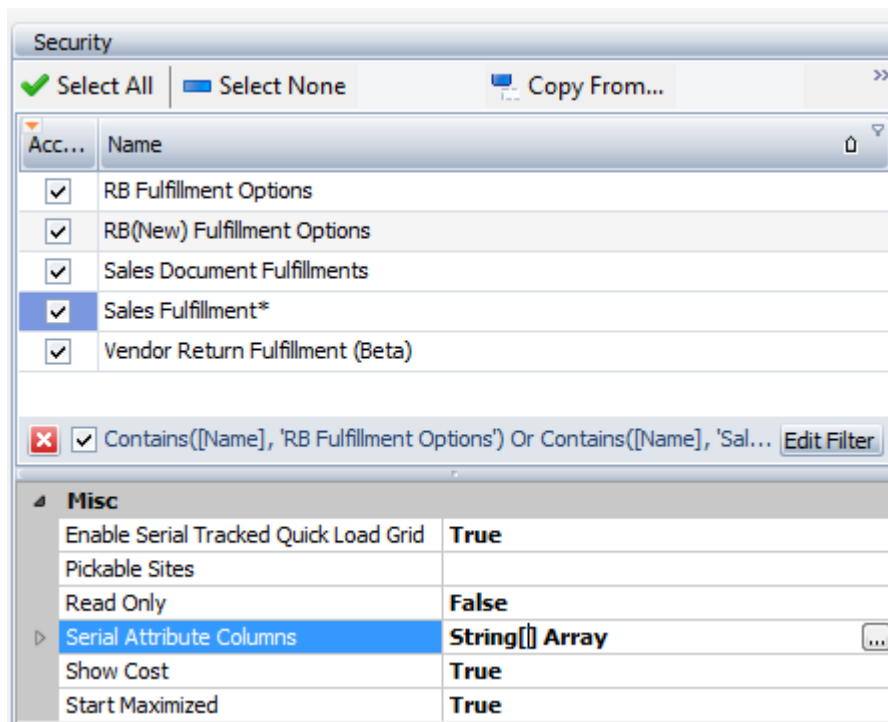 Security
Select All Select None Copy From... »
Acc... Name
RB Fulfillment Options
RB(New) Fulfillment Options
Sales Document Fulfillments
Sales Fulfillment*
Vendor Return Fulfillment (Beta)
Contains([Name], 'RB Fulfillment Options') Or Contains([Name], 'Sal... Edit Filter
Misc
Enable Serial Tracked Quick Load Grid True
Pickable Sites
Read Only False
Serial Attribute Columns String[] Array ...
Show Cost True
Start Maximized True